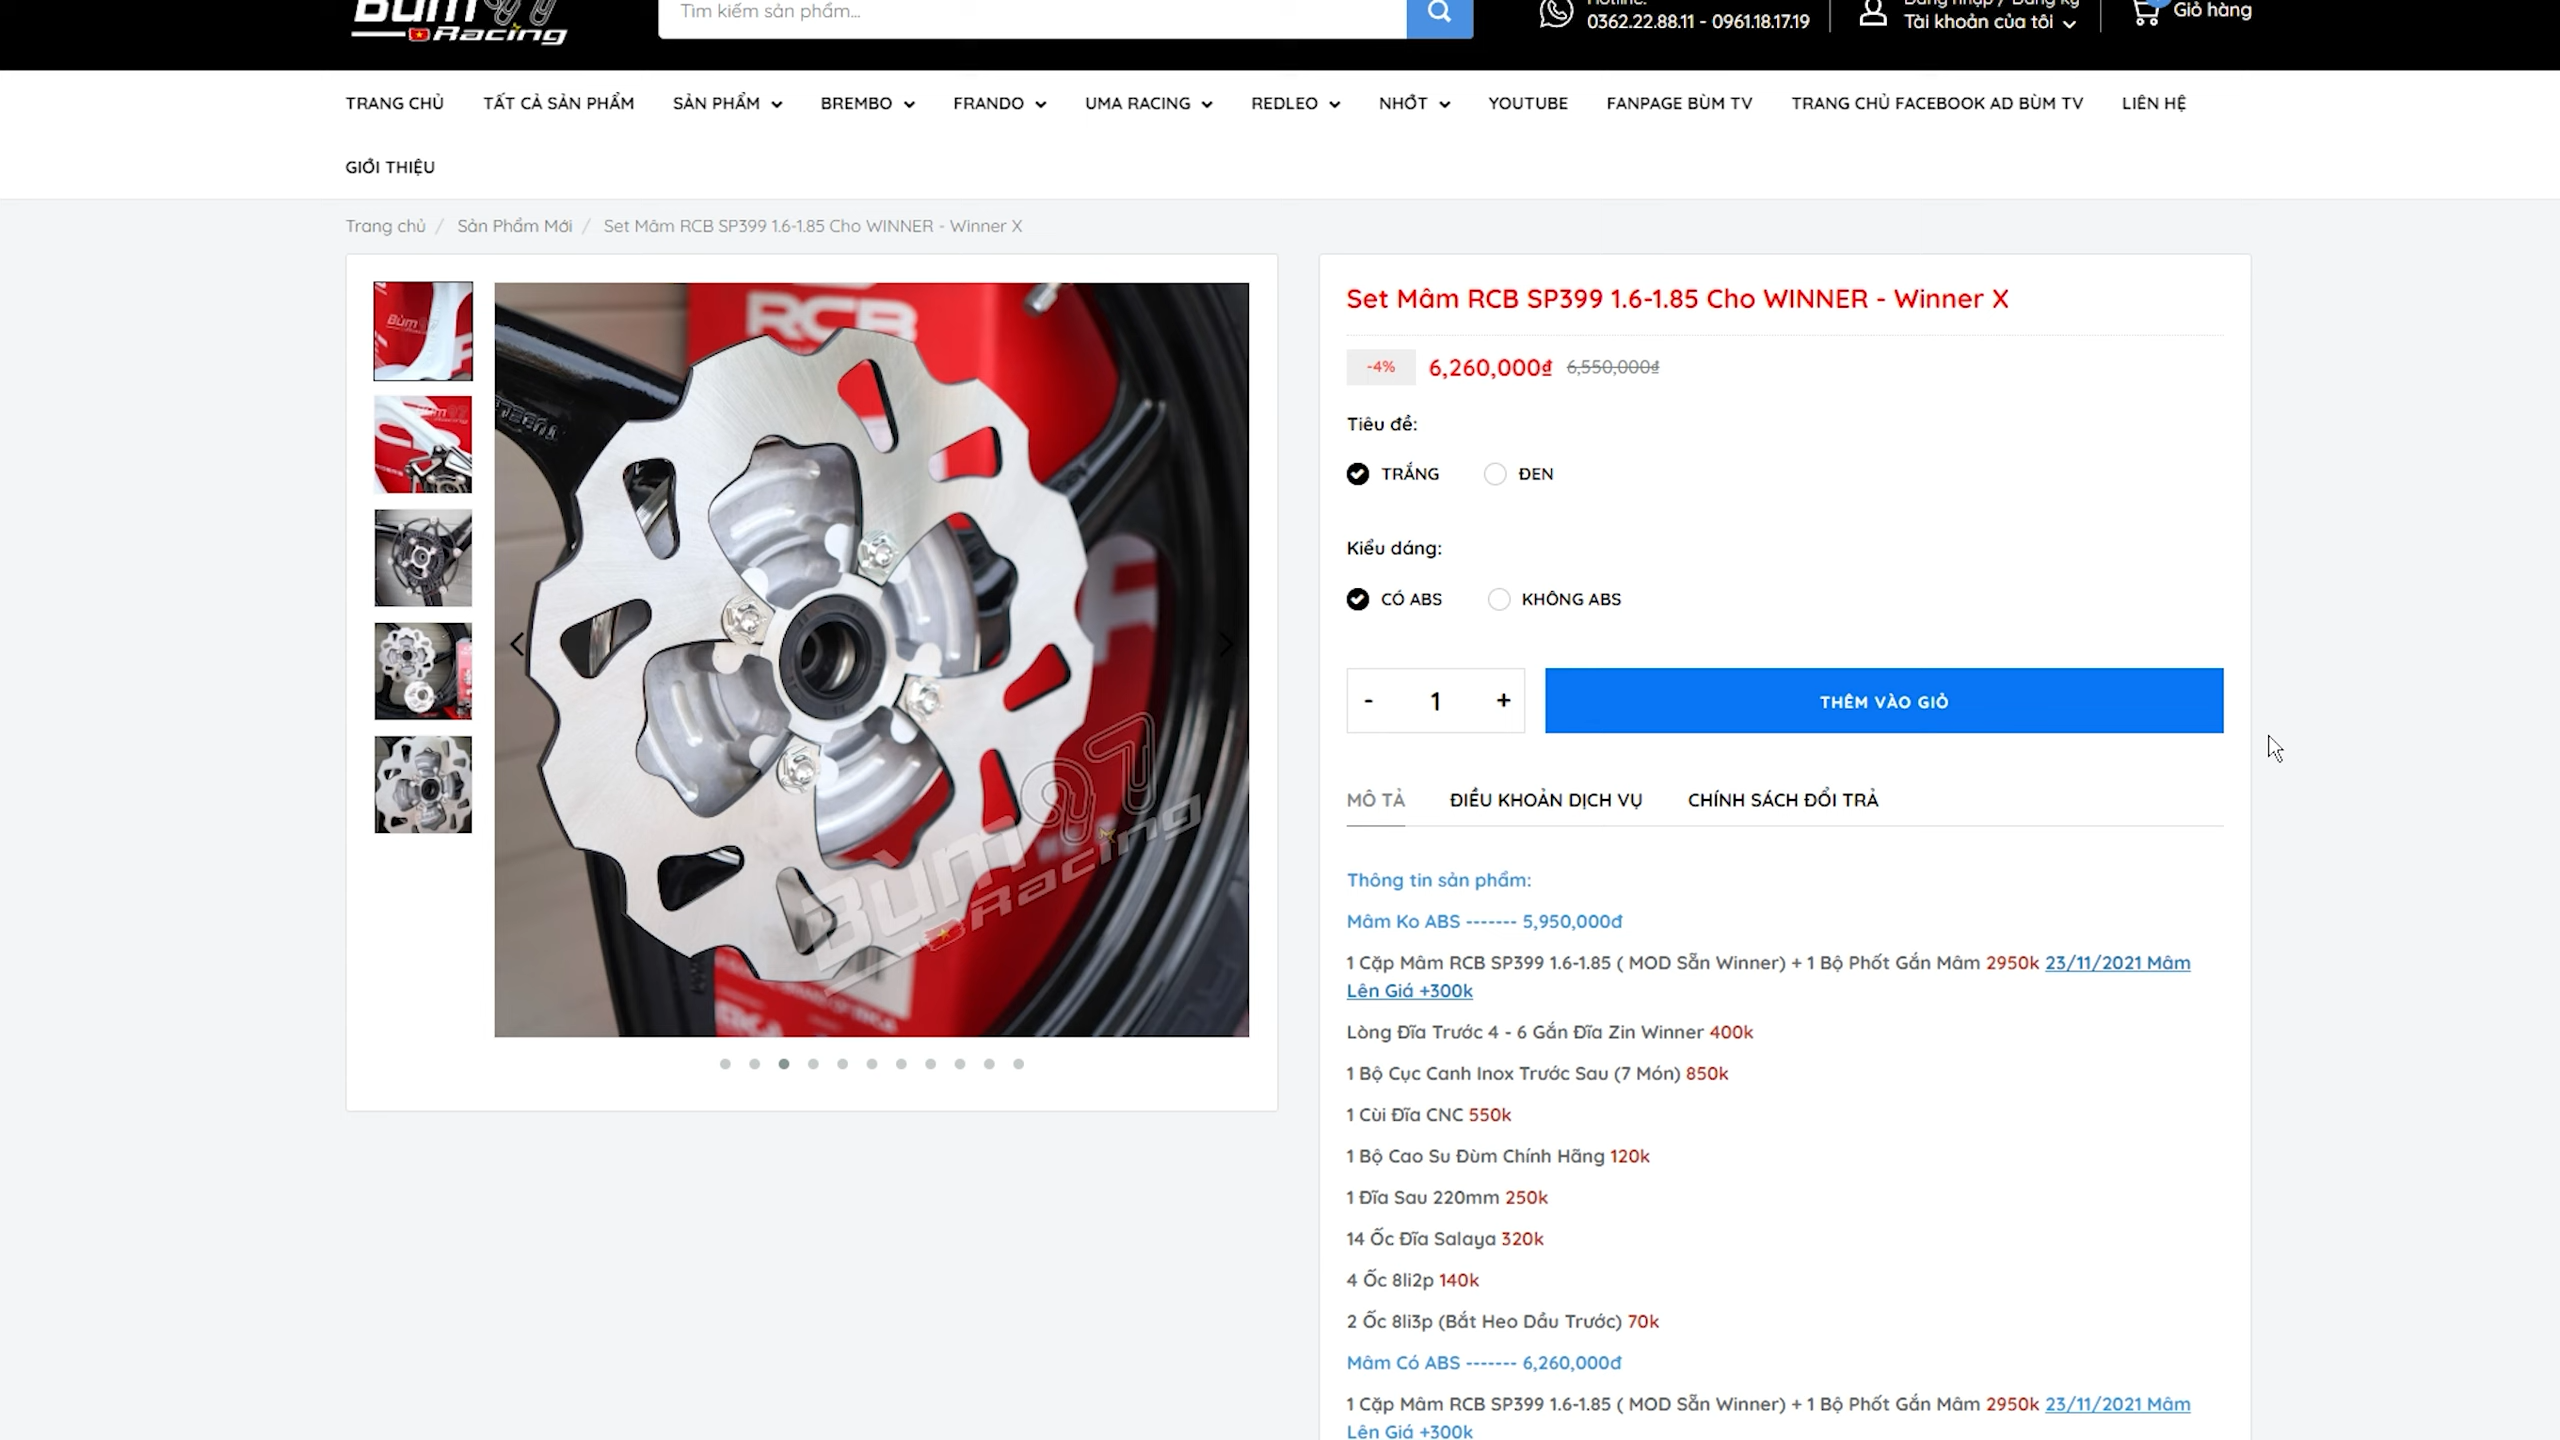 Bùm97
Racing
Tìm kiếm sản phẩm...
Hotline:
0362.22.88.11 - 0961.18.17.19
Đăng nhập / Đăng ký
Tài khoản của tôi
Giỏ hàng
TRANG CHỦ TẤT CẢ SẢN PHẨM SẢN PHẨM BREMBO FRANDO UMA RACING REDLEO NHỚT YOUTUBE FANPAGE BÙM TV TRANG CHỦ FACEBOOK AD BÙM TV LIÊN HỆ
GIỚI THIỆU
Trang chủ / Sản Phẩm Mới / Set Mâm RCB SP399 1.6-1.85 Cho WINNER - Winner X
RCB
Bùm97
Racing
Set Mâm RCB SP399 1.6-1.85 Cho WINNER - Winner X
-4% 6,260,000₫ 6,550,000₫
Tiêu đề:
TRẮNG ĐEN
Kiểu dáng:
CÓ ABS KHÔNG ABS
- 1 + THÊM VÀO GIỎ
MÔ TẢ ĐIỀU KHOẢN DỊCH VỤ CHÍNH SÁCH ĐỔI TRẢ
Thông tin sản phẩm:
Mâm Ko ABS ------- 5,950,000đ
1 Cặp Mâm RCB SP399 1.6-1.85 ( MOD Sẵn Winner) + 1 Bộ Phốt Gắn Mâm 2950k 23/11/2021 Mâm
Lên Giá +300k
Lòng Đĩa Trước 4 - 6 Gắn Đĩa Zin Winner 400k
1 Bộ Cục Canh Inox Trước Sau (7 Món) 850k
1 Cùi Đĩa CNC 550k
1 Bộ Cao Su Đùm Chính Hãng 120k
1 Đĩa Sau 220mm 250k
14 Ốc Đĩa Salaya 320k
4 Ốc 8li2p 140k
2 Ốc 8li3p (Bắt Heo Dầu Trước) 70k
Mâm Có ABS ------- 6,260,000đ
1 Cặp Mâm RCB SP399 1.6-1.85 ( MOD Sẵn Winner) + 1 Bộ Phốt Gắn Mâm 2950k 23/11/2021 Mâm
Lên Giá +300k